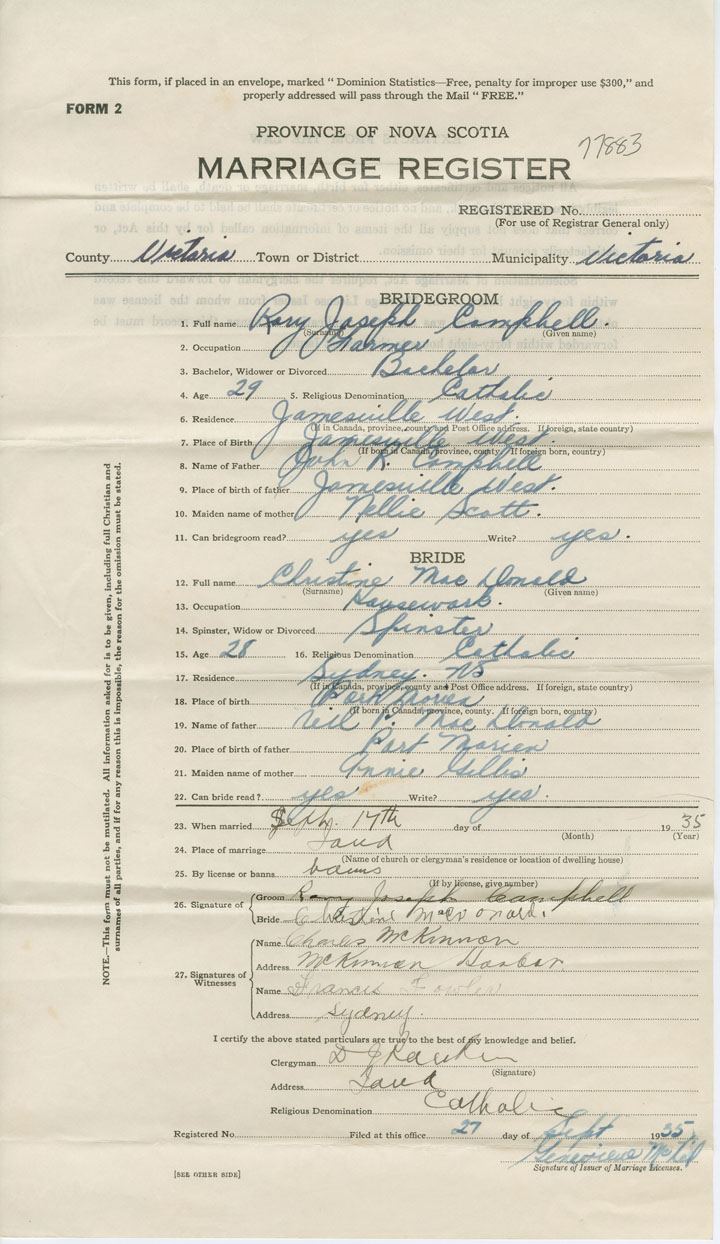 This form, if placed in an envelope, marked “ Dominion Statistics—Free, penalty for improper use $300,” and
properly addressed will pass through the Mail “ FREE.”
FORM 2
PROVINCE OF NOVA SCOTIA
77883
MARRIAGE REGISTER
REGISTERED No.
(For use of Registrar General only)
County Victoria Town or District Municipality Victoria
BRIDEGROOM
1. Full name Rory Joseph Campbell.
(Surname) (Given name)
2. Occupation Farmer
3. Bachelor, Widower or Divorced Bachelor
4. Age 29 5. Religious Denomination Catholic
6. Residence Jamesville West.
(If in Canada, province, county and Post Office address. If foreign, state country)
7. Place of Birth Jamesville West.
(If born in Canada, province, county. If foreign born, country)
8. Name of Father John R. Campbell
9. Place of birth of father Jamesville West.
10. Maiden name of mother Nellie Scott.
11. Can bridegroom read? yes Write? yes.
BRIDE
12. Full name Christine Mac Donald
(Surname) (Given name)
13. Occupation Housework.
14. Spinster, Widow or Divorced Spinster
15. Age 28 16. Religious Denomination Catholic
17. Residence Sydney. NS
(If in Canada, province, county and Post Office address. If foreign, state country)
18. Place of birth
(If born in Canada, province, county. If foreign born, country)
19. Name of father Neil P. Mac Donald
20. Place of birth of father Port Morien
21. Maiden name of mother Annie Gillis
22. Can bride read? yes Write? yes.
23. When married Sept. 17th day of 1935
(Month) (Year)
24. Place of marriage Iona
(Name of church or clergyman's residence or location of dwelling house)
25. By license or banns banns
(If by license, give number)
26. Signature of
Groom Rory Joseph Campbell
Bride Christine McDonald.
27. Signatures of
Witnesses
Name Charles McKinnon
Address McKinnon Harbor
Name Francis Fowler
Address Sydney.
I certify the above stated particulars are true to the best of my knowledge and belief.
Clergyman D J Rankin
(Signature)
Address Iona
Religious Denomination Catholic
Registered No. Filed at this office 27 day of Sept 1935
Genevieve McNeil
Signature of Issuer of Marriage Licenses.
[SEE OTHER SIDE]
NOTE.—This form must not be mutilated. All information asked for is to be given, including full Christian and
surnames of all parties, and if for any reason this is impossible, the reason for the omission must be stated.